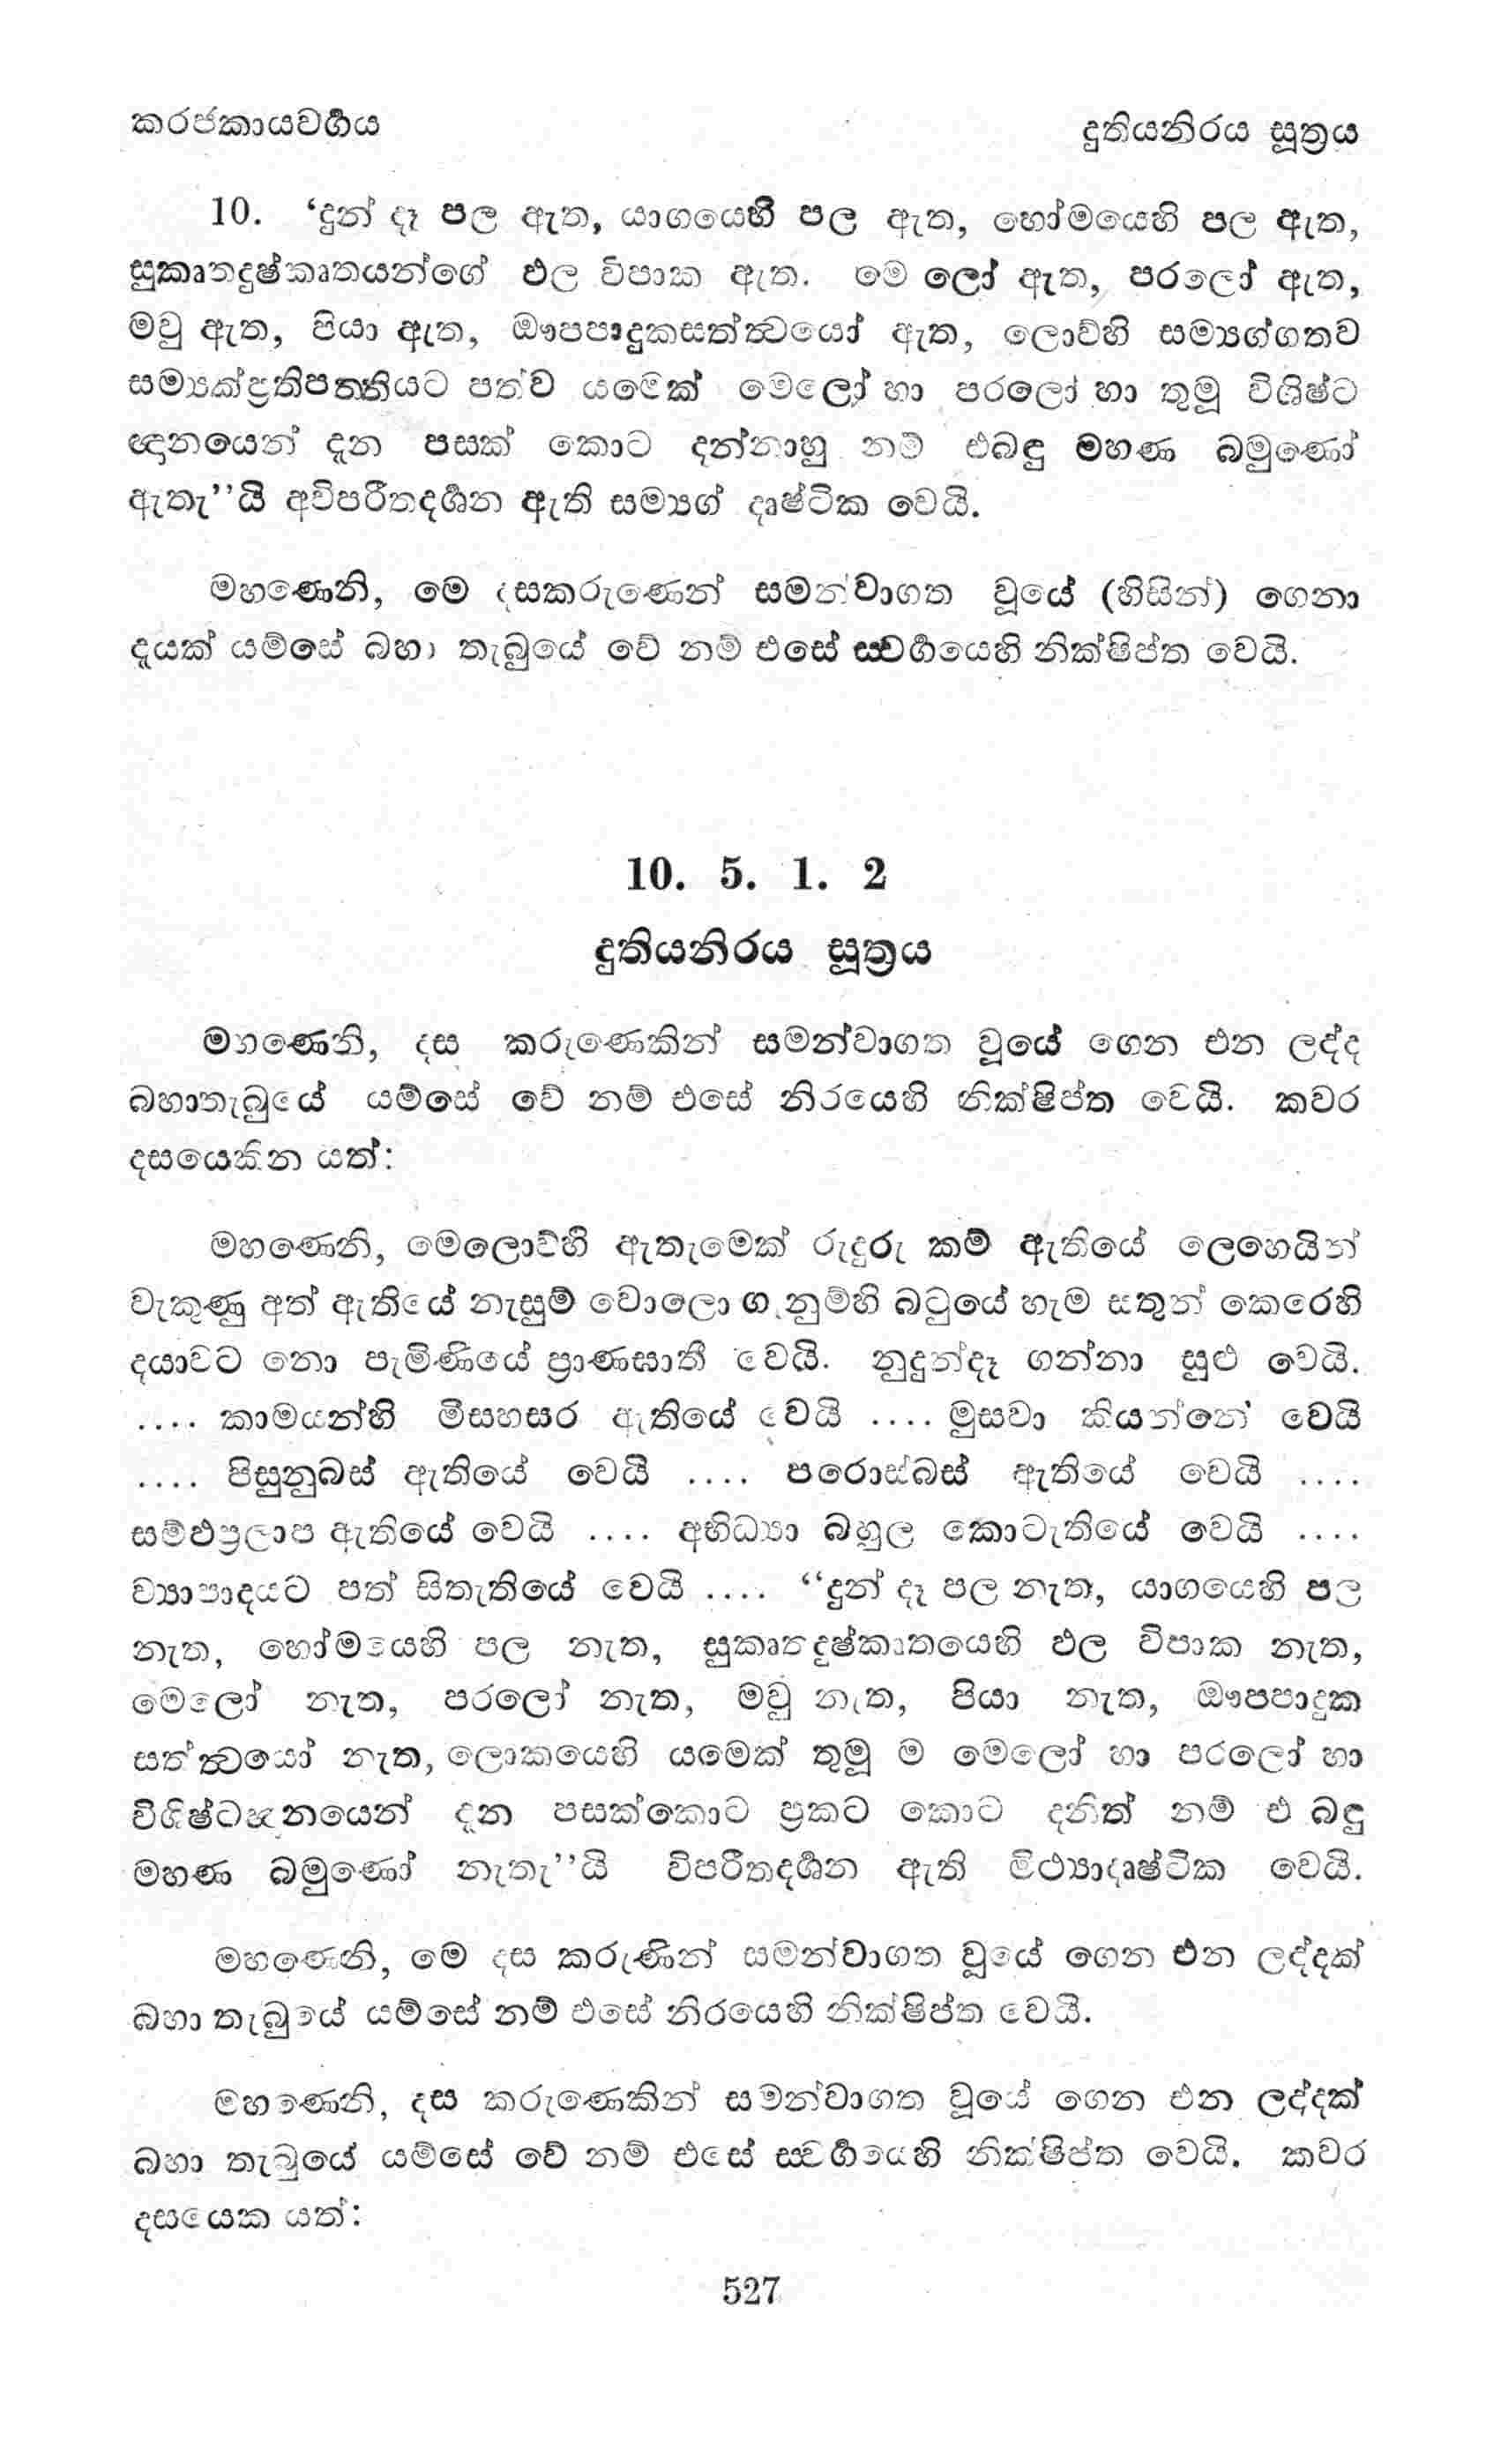 කරජකායවර්‍ගය
දුතියනිරය සූත්‍රය
10. ‘දුන් දෑ පල ඇත, යාගයෙහි පල ඇත, හෝමයෙහි පල ඇත,
සුකෘතදුෂ්කෘතයන්ගේ ඵල විපාක ඇත. මෙ ලෝ ඇත, පරලෝ ඇත,
මවු ඇත, පියා ඇත, ඖපපාදුකසත්ත්‍වයෝ ඇත, ලොව්හි සම්‍යග්ගතව
සම්‍යක්ප්‍රතිපත්තියට පත්ව යමෙක් මෙලෝ හා පරලෝ හා තුමූ විශිෂ්ට
ඥානයෙන් දැන පසක් කොට දන්නාහු නම් එබඳු මහණ බමුණෝ
ඇතැ’’යි අවිපරීතදර්‍ශන ඇති සම්‍යග් දෘෂ්ටික වෙයි.
මහණෙනි, මෙ දසකරුණෙන් සමන්වාගත වූයේ (හිසින්) ගෙනා
දැයක් යම්සේ බහා තැබුයේ වේ නම් එසේ ස්වර්‍ගයෙහි නික්ෂිප්ත වෙයි.
10. 5. 1. 2
දුතියනිරය සූත්‍රය
මහණෙනි, දස කරුණෙකින් සමන්වාගත වූයේ ගෙන එන ලද්ද
බහාතැබුයේ යම්සේ වේ නම් එසේ නිරයෙහි නික්ෂිප්ත වෙයි. කවර
දසයෙකින යත්:
මහණෙනි, මෙලොව්හි ඇතැමෙක් රුදුරු කම් ඇතියේ ලෙහෙයින්
වැකුණු අත් ඇතියේ නැසුම් වොලොගැනුම්හි බටුයේ හැම සතුන් කෙරෙහි
දයාවට නො පැමිණියේ ප්‍රාණඝාතී වෙයි. නුදුන්දෑ ගන්නා සුළු වෙයි.
.... කාමයන්හි මිසහසර ඇතියේ වෙයි .... මුසවා කියන්නේ වෙයි
.... පිසුනුබස් ඇතියේ වෙයි .... පරොස්බස් ඇතියේ වෙයි ....
සම්ඵප්‍රලාප ඇතියේ වෙයි .... අභිධ්‍යා බහුල කොටැතියේ වෙයි ....
ව්‍යාපාදයට පත් සිතැතියේ වෙයි .... ‘‘දුන් දෑ පල නැත, යාගයෙහි පල
නැත, හෝමයෙහි පල නැත, සුකෘතදුෂ්කෘතයෙහි ඵල විපාක නැත,
මෙලෝ නැත, පරලෝ නැත, මවු නැත, පියා නැත, ඖපපාදුක
සත්ත්‍වයෝ නැත, ලොකයෙහි යමෙක් තුමූ ම මෙලෝ හා පරලෝ හා
විශිෂ්ටඥනයෙන් දැන පසක්කොට ප්‍රකට කොට දනිත් නම් එ බඳු
මහණ බමුණෝ නැතැ’’යි විපරීතදර්‍ශන ඇති මිථ්‍යාදෘෂ්ටික වෙයි.
මහණෙනි, මෙ දස කරුණින් සමන්වාගත වූයේ ගෙන එන ලද්දක්
බහා තැබුයේ යම්සේ නම් එසේ නිරයෙහි නික්ෂිප්ත වෙයි.
මහණෙනි, දස කරුණෙකින් සමන්වාගත වූයේ ගෙන එන ලද්දක්
බහා තැබුයේ යම්සේ වේ නම් එසේ ස්වර්‍ගයෙහි නික්ෂිප්ත වෙයි. කවර
දසයෙක යත්:
527